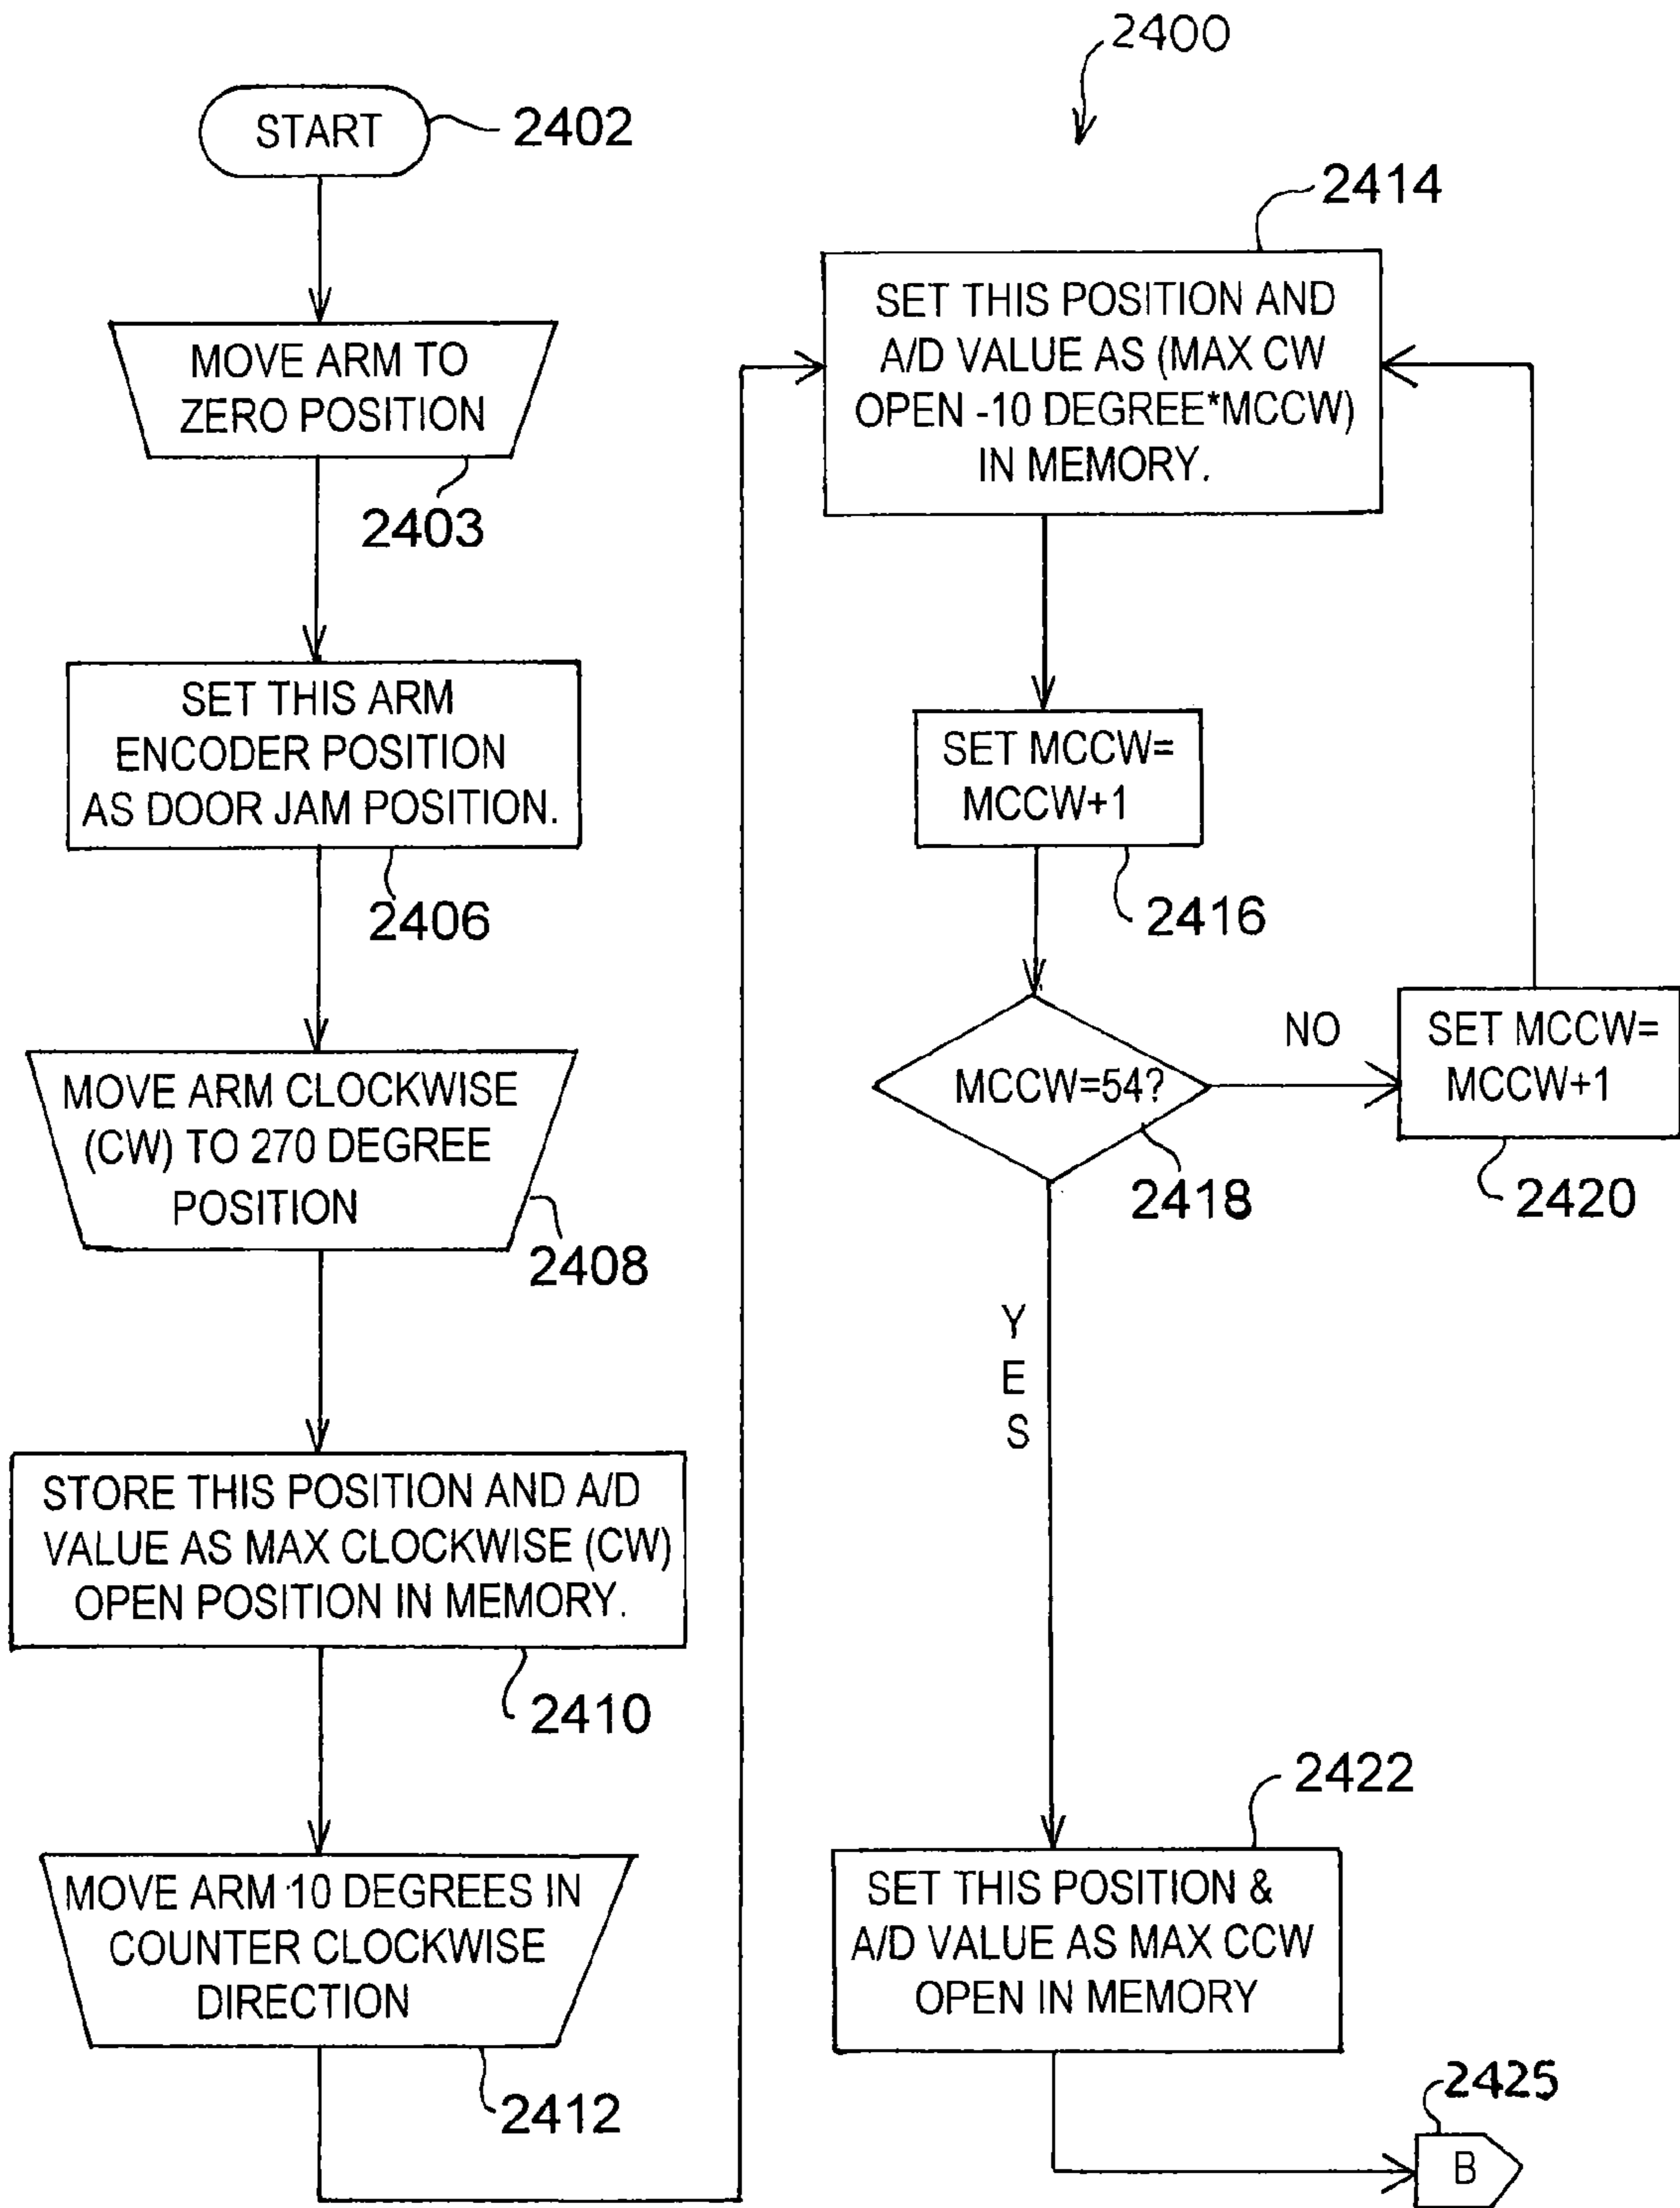 2400
START
2402
MOVE ARM TO
ZERO POSITION
2403
SET THIS ARM
ENCODER POSITION
AS DOOR JAM POSITION.
2406
MOVE ARM CLOCKWISE
(CW) TO 270 DEGREE
POSITION
2408
STORE THIS POSITION AND A/D
VALUE AS MAX CLOCKWISE (CW)
OPEN POSITION IN MEMORY.
2410
MOVE ARM 10 DEGREES IN
COUNTER CLOCKWISE
DIRECTION
2412
2414
SET THIS POSITION AND
A/D VALUE AS (MAX CW
OPEN -10 DEGREE*MCCW)
IN MEMORY.
SET MCCW=
MCCW+1
2416
MCCW=54?
2418
NO
SET MCCW=
MCCW+1
2420
YES
2422
SET THIS POSITION &
A/D VALUE AS MAX CCW
OPEN IN MEMORY
2425
B